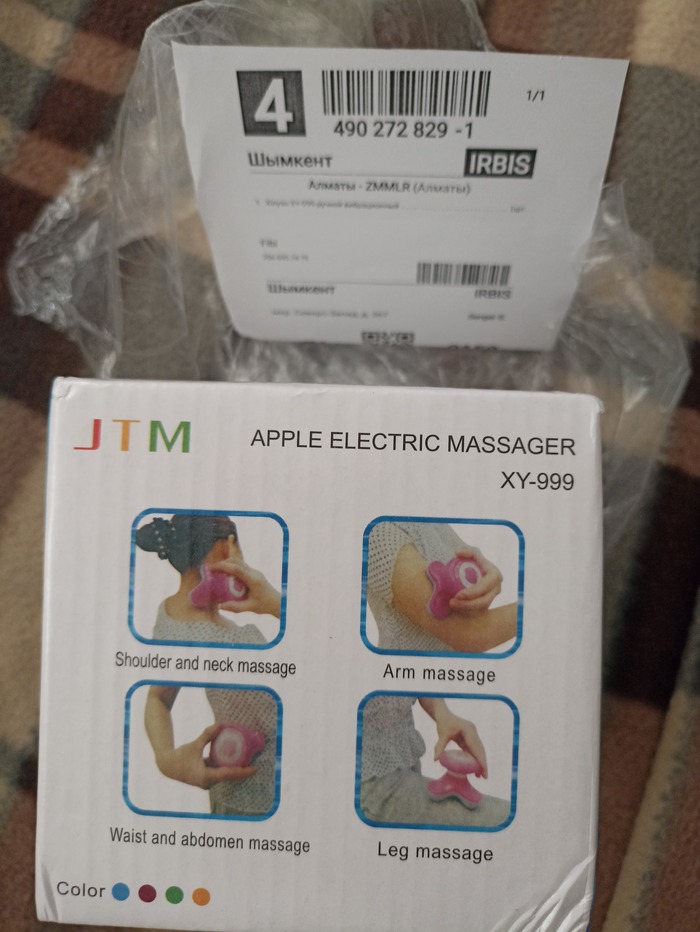 4
1/1
490 272 829 -1
Шымкент
IRBIS
Алматы - ZMMLR (Алматы)
Шымкент
IRBIS
JTM
APPLE ELECTRIC MASSAGER
XY-999
Shoulder and neck massage
Arm massage
Waist and abdomen massage
Leg massage
Color